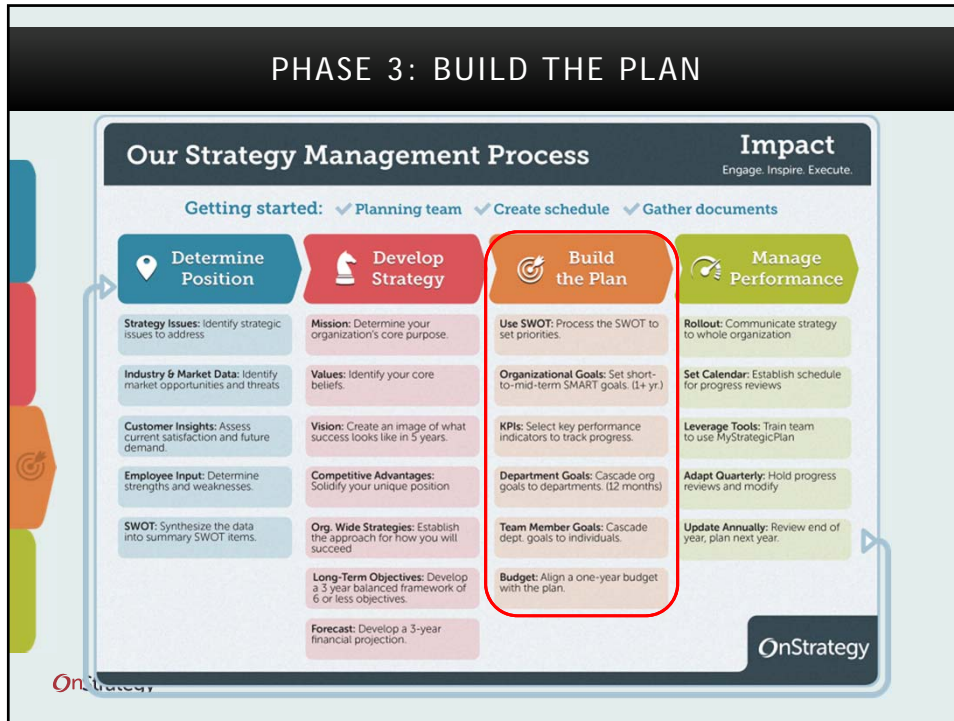 PHASE 3: BUILD THE PLAN
Our Strategy Management Process
Impact
Engage. Inspire. Execute.
Getting started: Planning team Create schedule Gather documents
Determine
Position
Strategy Issues: Identify strategic
issues to address
Industry & Market Data: Identify
market opportunities and threats
Customer Insights: Assess
current satisfaction and future
demand.
Employee Input: Determine
strengths and weaknesses.
SWOT: Synthesize the data
into summary SWOT items.
Develop
Strategy
Mission: Determine your
organization's core purpose.
Values: Identify your core
beliefs.
Vision: Create an image of what
success looks like in 5 years.
Competitive Advantages:
Solidify your unique position
Org. Wide Strategies: Establish
the approach for how you will
succeed
Long-Term Objectives: Develop
a 3 year balanced framework of
6 or less objectives.
Forecast: Develop a 3-year
financial projection.
Build
the Plan
Use SWOT: Process the SWOT to
set priorities.
Organizational Goals: Set short-
to-mid-term SMART goals. (1+ yr.)
KPIs: Select key performance
indicators to track progress.
Department Goals: Cascade org
goals to departments. (12 months)
Team Member Goals: Cascade
dept. goals to individuals.
Budget: Align a one-year budget
with the plan.
Manage
Performance
Rollout: Communicate strategy
to whole organization
Set Calendar: Establish schedule
for progress reviews
Leverage Tools: Train team
to use MyStrategicPlan
Adapt Quarterly: Hold progress
reviews and modify
Update Annually: Review end of
year, plan next year.
OnStrategy
OnStrategy